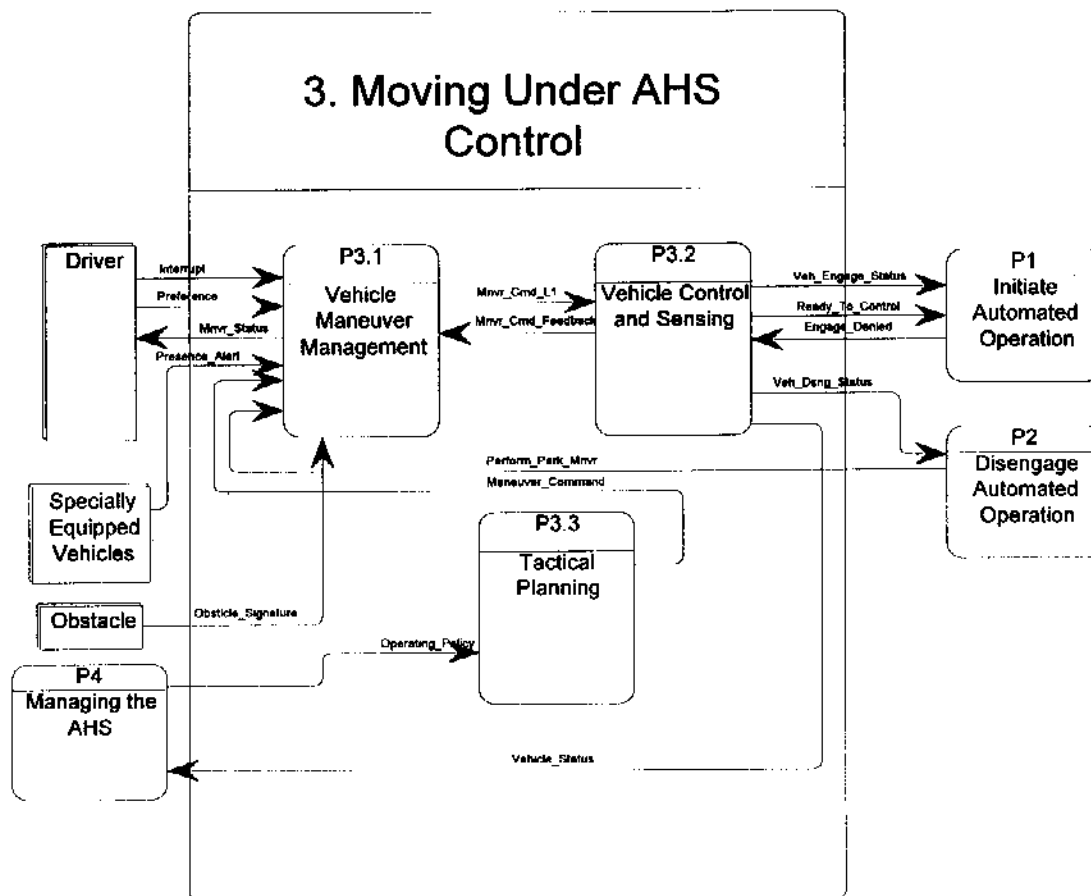 3. Moving Under AHS
Control
Driver
Interrupt
Preference
Mnvr_Status
Presence_Alert
P3.1
Vehicle
Maneuver
Management
Mnvr_Cmd_L1
Mnvr_Cmd_Feedback
P3.2
Vehicle Control
and Sensing
Veh_Engage_Status
Ready_To_Control
Engage_Denied
Veh_Dsng_Status
P1
Initiate
Automated
Operation
P2
Disengage
Automated
Operation
Perform_Park_Mnvr
Maneuver_Command
Specially
Equipped
Vehicles
P3.3
Tactical
Planning
Obstacle
Obsticle_Signature
Operating_Policy
P4
Managing the
AHS
Vehicle_Status